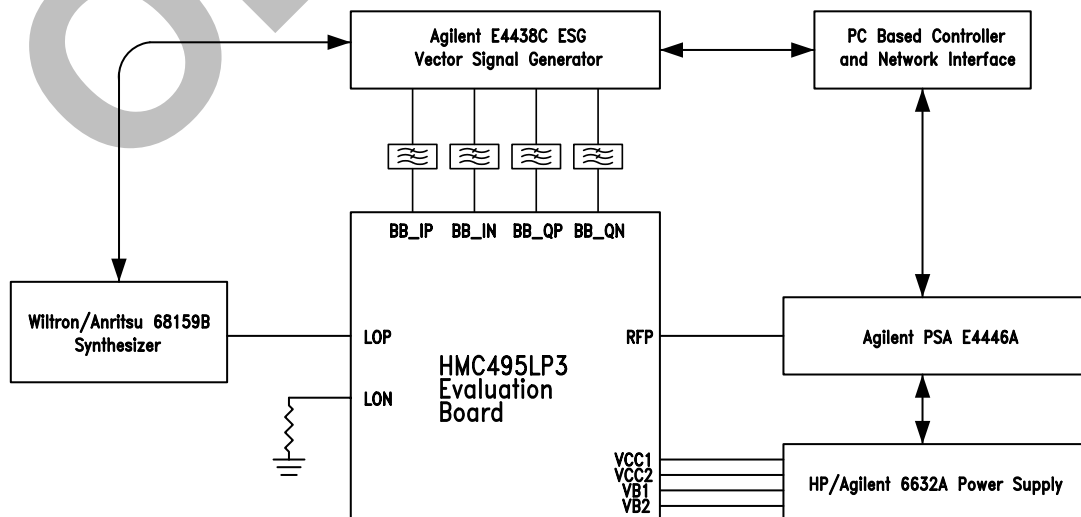 Agilent E4438C ESG
Vector Signal Generator
PC Based Controller
and Network Interface
BB_IP BB_IN BB_QP BB_QN
Wiltron/Anritsu 68159B
Synthesizer
LOP
LON
HMC495LP3
Evaluation
Board
RFP
Agilent PSA E4446A
VCC1
VCC2
VB1
VB2
HP/Agilent 6632A Power Supply